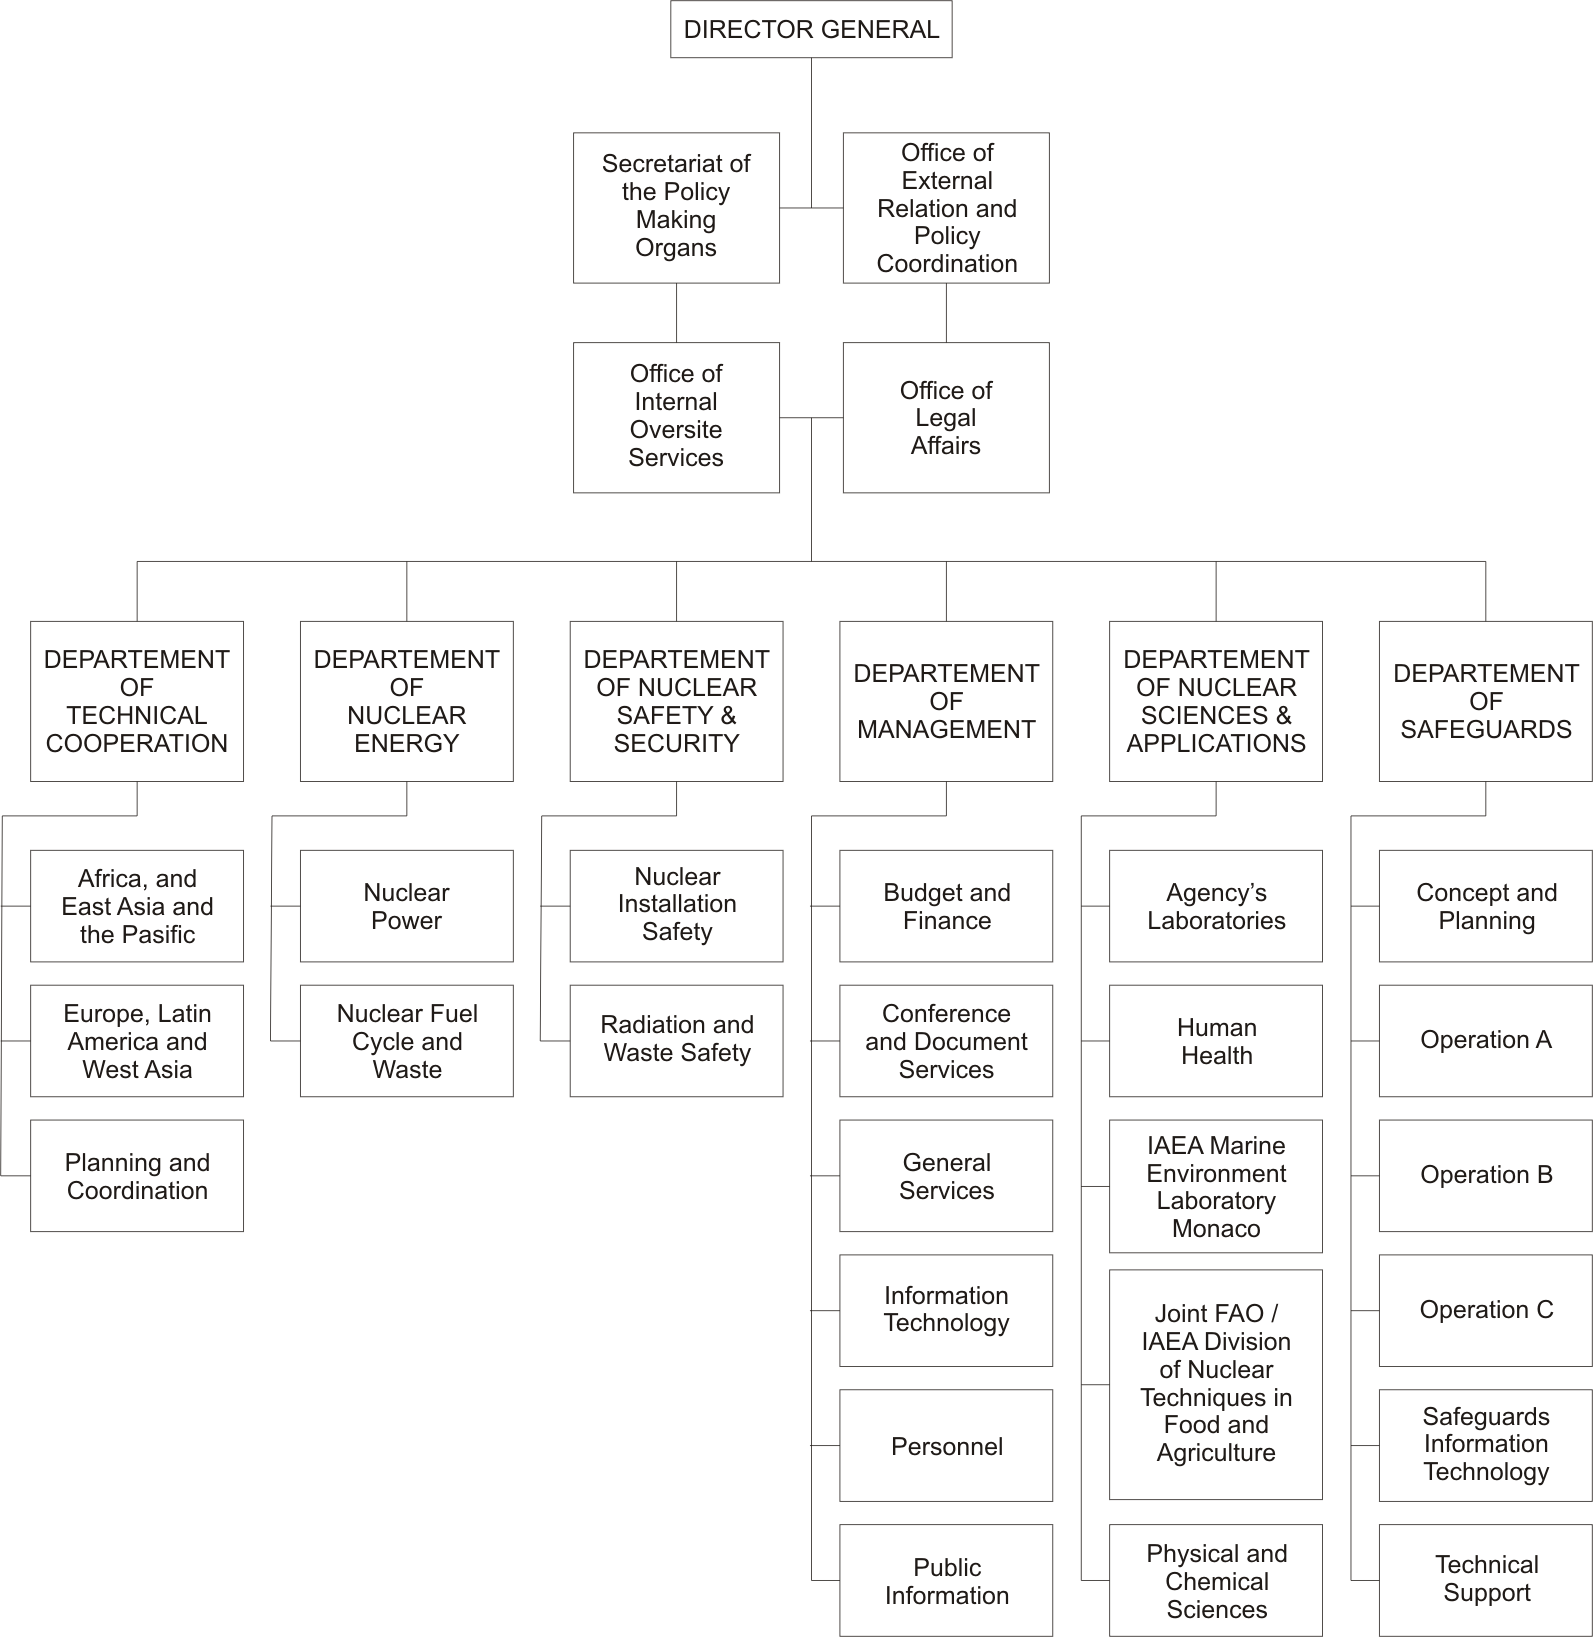 DIRECTOR GENERAL
Secretariat of
the Policy
Making
Organs
Office of
External
Relation and
Policy
Coordination
Office of
Internal
Oversite
Services
Office of
Legal
Affairs
DEPARTEMENT
OF
TECHNICAL
COOPERATION
DEPARTEMENT
OF
NUCLEAR
ENERGY
DEPARTEMENT
OF NUCLEAR
SAFETY &
SECURITY
DEPARTEMENT
OF
MANAGEMENT
DEPARTEMENT
OF NUCLEAR
SCIENCES &
APPLICATIONS
DEPARTEMENT
OF
SAFEGUARDS
Africa, and
East Asia and
the Pasific
Europe, Latin
America and
West Asia
Planning and
Coordination
Nuclear
Power
Nuclear Fuel
Cycle and
Waste
Nuclear
Installation
Safety
Radiation and
Waste Safety
Budget and
Finance
Conference
and Document
Services
General
Services
Information
Technology
Personnel
Public
Information
Agency’s
Laboratories
Human
Health
IAEA Marine
Environment
Laboratory
Monaco
Joint FAO /
IAEA Division
of Nuclear
Techniques in
Food and
Agriculture
Physical and
Chemical
Sciences
Concept and
Planning
Operation A
Operation B
Operation C
Safeguards
Information
Technology
Technical
Support